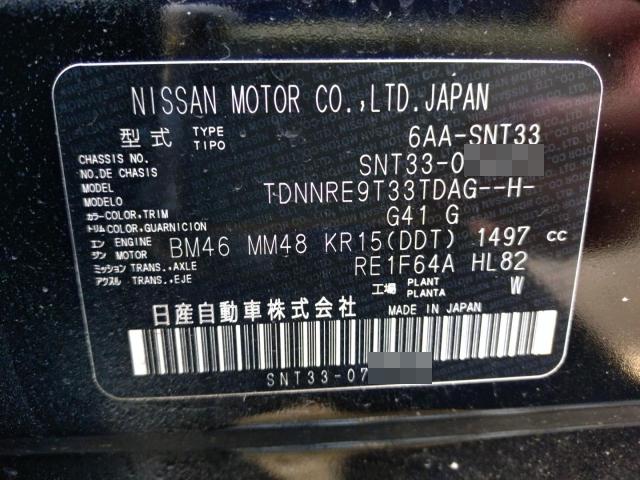 NISSAN MOTOR CO.,LTD.JAPAN
型式 TYPE TIPO 6AA-SNT33
CHASSIS NO. NO.DE CHASSIS SNT33-0
MODEL MODELO TDNNRE9T33TDAG--H-
カラー COLOR,TRIM トリム COLOR,GUARNICION G41 G
エンジン ENGINE MOTOR BM46 MM48 KR15(DDT) 1497 cc
ミッション TRANS.,AXLE アクスル TRANS.,EJE RE1F64A HL82
工場 PLANT PLANTA W
日産自動車株式会社 MADE IN JAPAN
SNT33-07